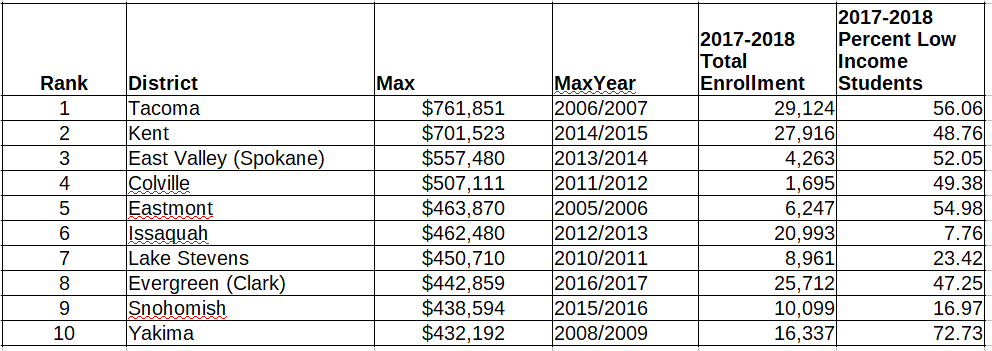 Rank District Max MaxYear 2017-2018 Total Enrollment 2017-2018 Percent Low Income Students
1 Tacoma $761,851 2006/2007 29,124 56.06
2 Kent $701,523 2014/2015 27,916 48.76
3 East Valley (Spokane) $557,480 2013/2014 4,263 52.05
4 Colville $507,111 2011/2012 1,695 49.38
5 Eastmont $463,870 2005/2006 6,247 54.98
6 Issaquah $462,480 2012/2013 20,993 7.76
7 Lake Stevens $450,710 2010/2011 8,961 23.42
8 Evergreen (Clark) $442,859 2016/2017 25,712 47.25
9 Snohomish $438,594 2015/2016 10,099 16.97
10 Yakima $432,192 2008/2009 16,337 72.73